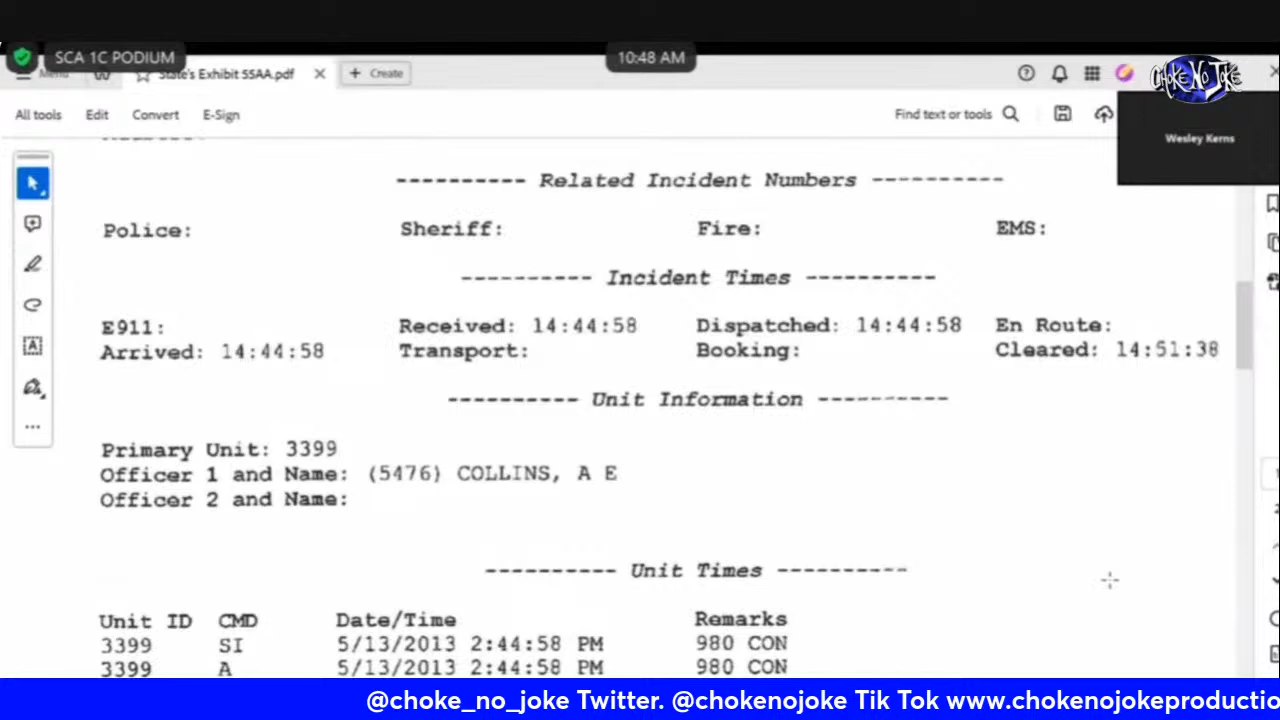 SCA 1C PODIUM
10:48 AM
CHOKE NO JOKE
Menu
State's Exhibit 5SAA.pdf
Create
All tools Edit Convert E-Sign
Find text or tools
Wesley Kerns
---------- Related Incident Numbers ----------
Police: Sheriff: Fire: EMS:
---------- Incident Times ----------
E911: Received: 14:44:58 Dispatched: 14:44:58 En Route:
Arrived: 14:44:58 Transport: Booking: Cleared: 14:51:38
---------- Unit Information ----------
Primary Unit: 3399
Officer 1 and Name: (5476) COLLINS, A E
Officer 2 and Name:
---------- Unit Times ----------
Unit ID CMD Date/Time Remarks
3399 SI 5/13/2013 2:44:58 PM 980 CON
3399 A 5/13/2013 2:44:58 PM 980 CON
@choke_no_joke Twitter. @chokenojoke Tik Tok www.chokenojokeproductio